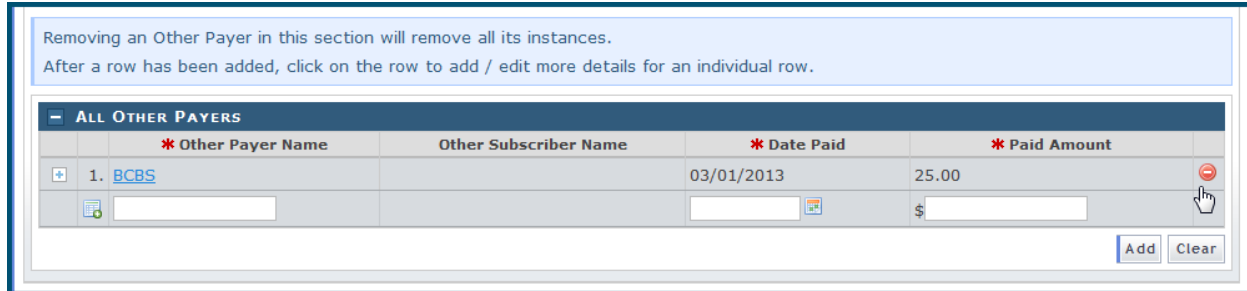 Removing an Other Payer in this section will remove all its instances.
After a row has been added, click on the row to add / edit more details for an individual row.
ALL OTHER PAYERS
* Other Payer Name Other Subscriber Name * Date Paid * Paid Amount
1. BCBS 03/01/2013 25.00
$
Add Clear